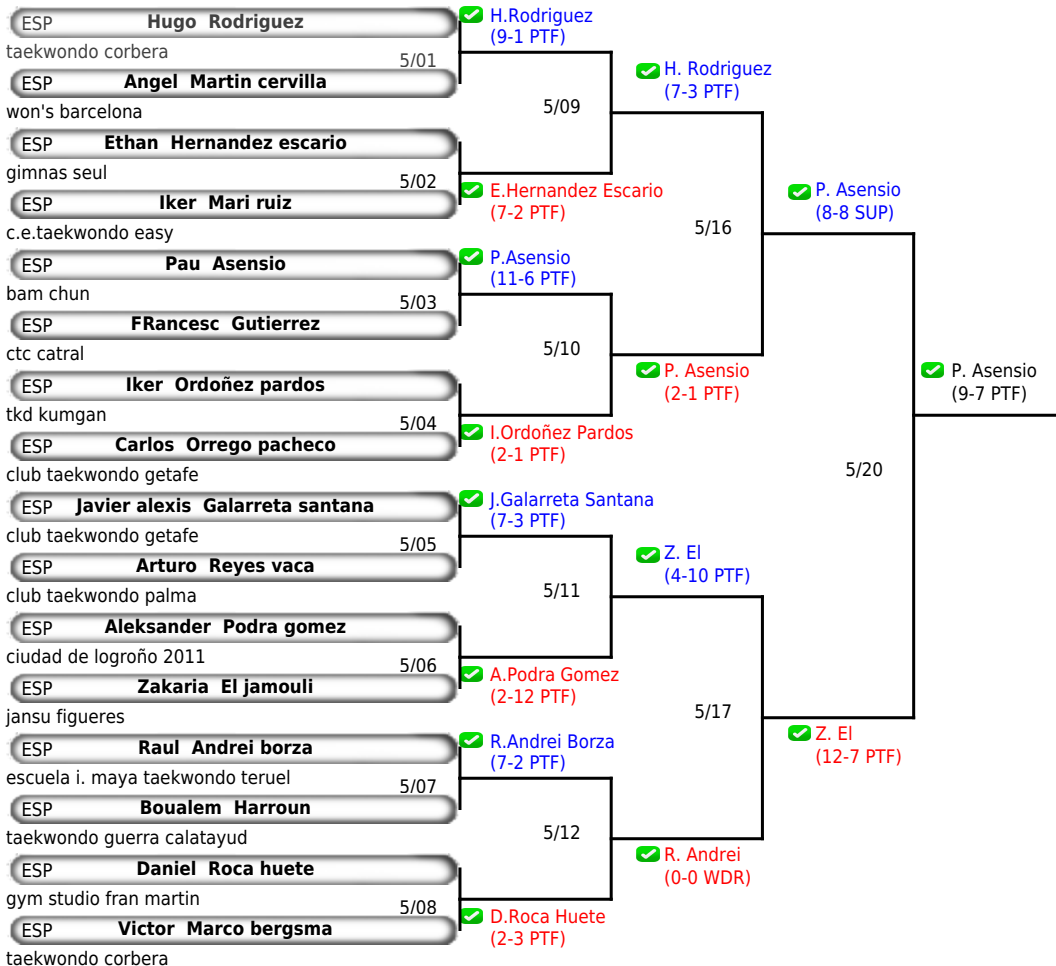 ESP Hugo Rodriguez
taekwondo corbera
5/01
ESP Angel Martin cervilla
won's barcelona
ESP Ethan Hernandez escario
gimnas seul
5/02
ESP Iker Mari ruiz
c.e.taekwondo easy
ESP Pau Asensio
bam chun
5/03
ESP FRancesc Gutierrez
ctc catral
ESP Iker Ordoñez pardos
tkd kumgan
5/04
ESP Carlos Orrego pacheco
club taekwondo getafe
ESP Javier alexis Galarreta santana
club taekwondo getafe
5/05
ESP Arturo Reyes vaca
club taekwondo palma
ESP Aleksander Podra gomez
ciudad de logroño 2011
5/06
ESP Zakaria El jamouli
jansu figueres
ESP Raul Andrei borza
escuela i. maya taekwondo teruel
5/07
ESP Boualem Harroun
taekwondo guerra calatayud
ESP Daniel Roca huete
gym studio fran martin
5/08
ESP Victor Marco bergsma
taekwondo corbera
H.Rodriguez
(9-1 PTF)
5/09
E.Hernandez Escario
(7-2 PTF)
P.Asensio
(11-6 PTF)
5/10
I.Ordoñez Pardos
(2-1 PTF)
J.Galarreta Santana
(7-3 PTF)
5/11
A.Podra Gomez
(2-12 PTF)
R.Andrei Borza
(7-2 PTF)
5/12
D.Roca Huete
(2-3 PTF)
H. Rodriguez
(7-3 PTF)
5/16
P. Asensio
(2-1 PTF)
Z. El
(4-10 PTF)
5/17
R. Andrei
(0-0 WDR)
P. Asensio
(8-8 SUP)
5/20
Z. El
(12-7 PTF)
P. Asensio
(9-7 PTF)